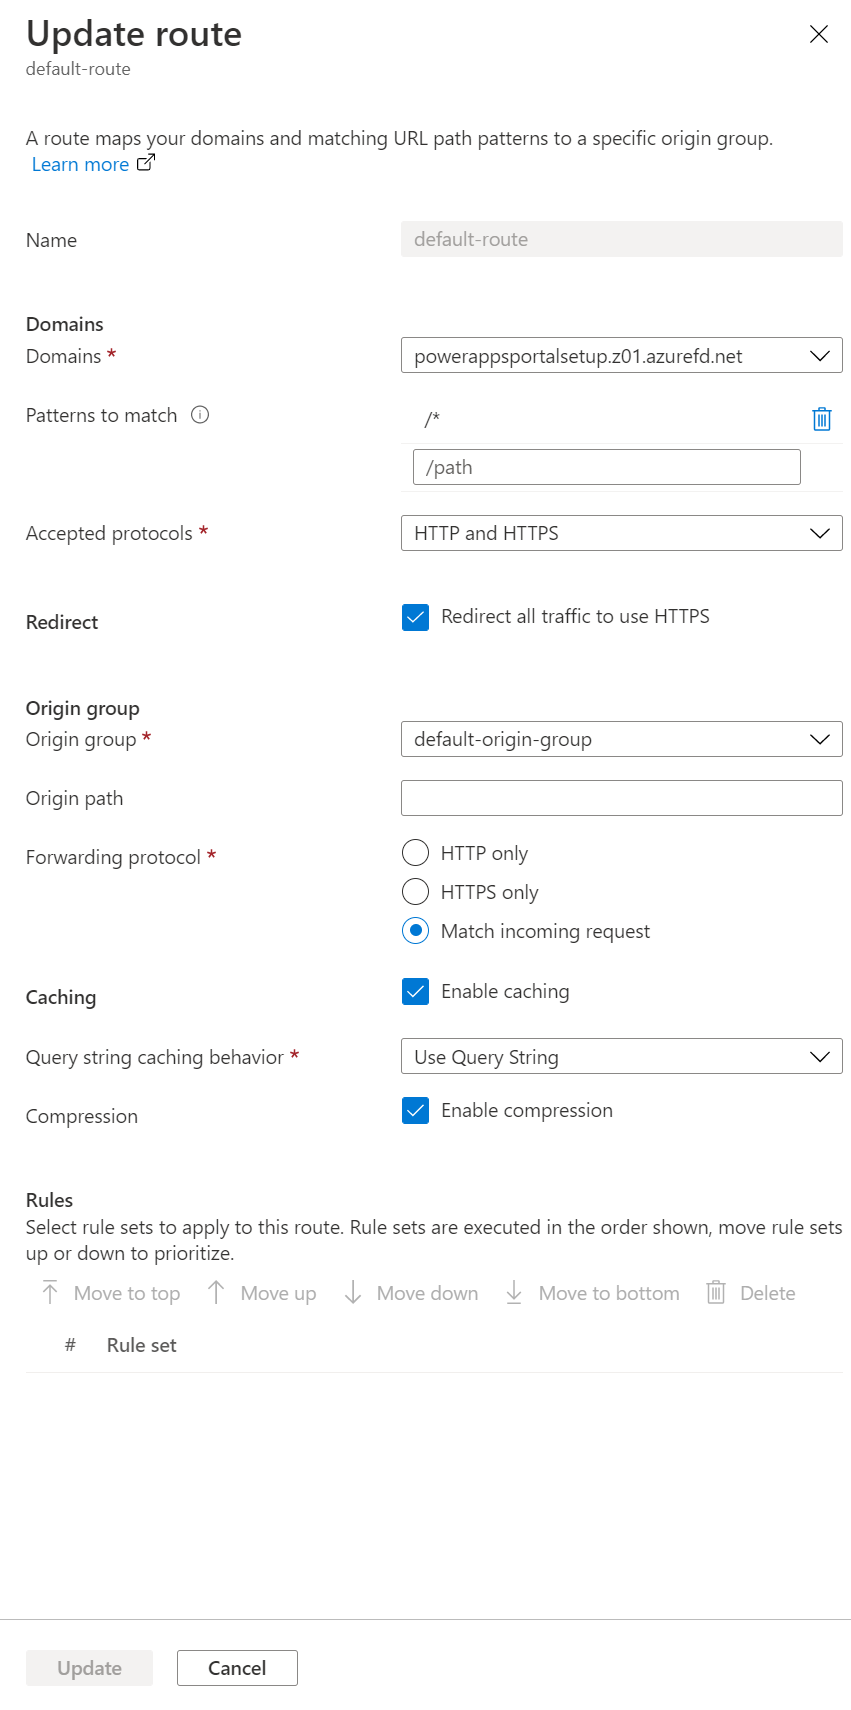 Update route
default-route
A route maps your domains and matching URL path patterns to a specific origin group.
Learn more
Name
default-route
Domains
Domains *
powerappsportalsetup.z01.azurefd.net
Patterns to match
/*
/path
Accepted protocols *
HTTP and HTTPS
Redirect
Redirect all traffic to use HTTPS
Origin group
Origin group *
default-origin-group
Origin path
Forwarding protocol *
HTTP only
HTTPS only
Match incoming request
Caching
Enable caching
Query string caching behavior *
Use Query String
Compression
Enable compression
Rules
Select rule sets to apply to this route. Rule sets are executed in the order shown, move rule sets
up or down to prioritize.
Move to top Move up Move down Move to bottom Delete
# Rule set
Update Cancel